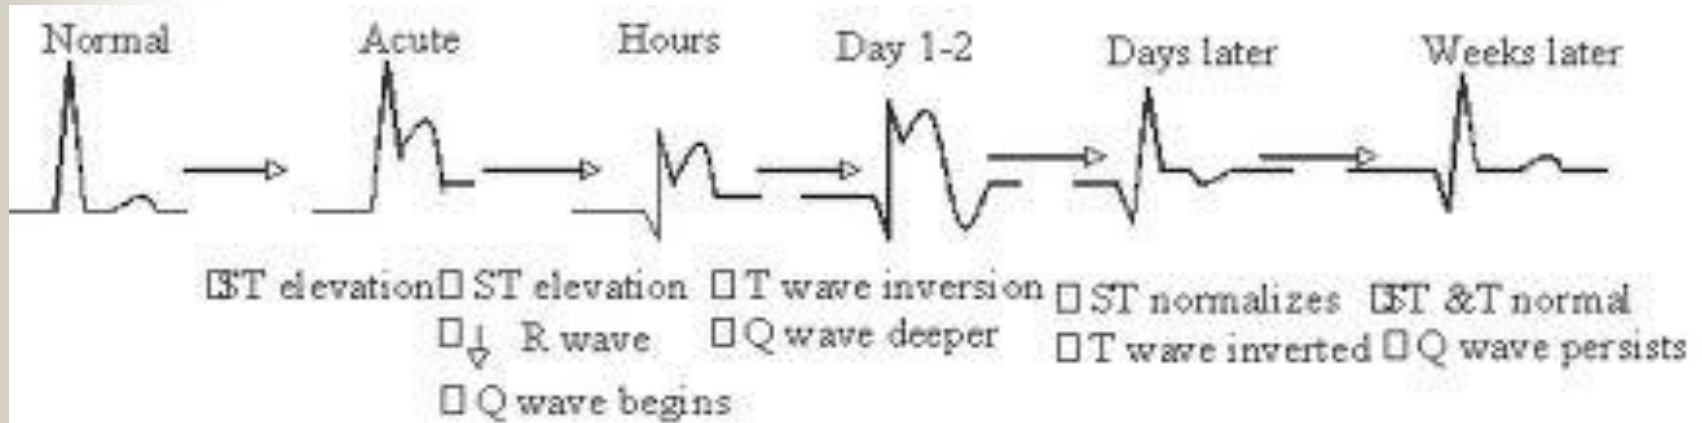 Normal
Acute
Hours
Day 1-2
Days later
Weeks later
ST elevation
ST elevation
↓ R wave
Q wave begins
T wave inversion
Q wave deeper
ST normalizes
T wave inverted
ST &T normal
Q wave persists